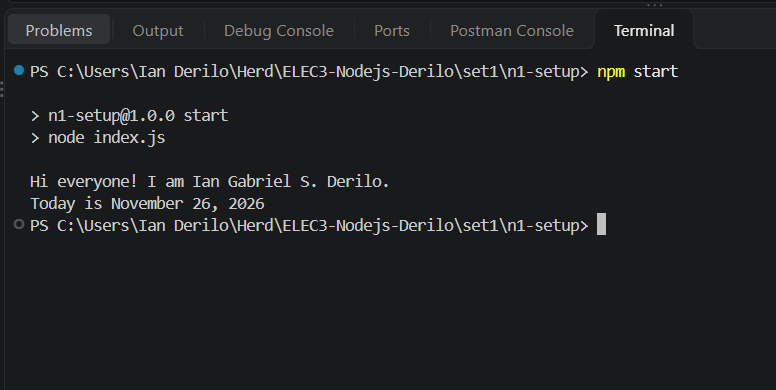 Problems Output Debug Console Ports Postman Console Terminal
PS C:\Users\Ian Derilo\Herd\ELEC3-Nodejs-Derilo\set1\n1-setup> npm start
> n1-setup@1.0.0 start
> node index.js
Hi everyone! I am Ian Gabriel S. Derilo.
Today is November 26, 2026
PS C:\Users\Ian Derilo\Herd\ELEC3-Nodejs-Derilo\set1\n1-setup>